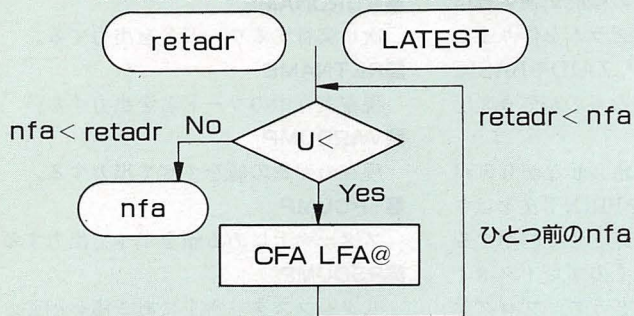 retadr
LATEST
nfa< retadr
No
U<
retadr< nfa
Yes
nfa
ひとつ前のnfa
CFA LFA@